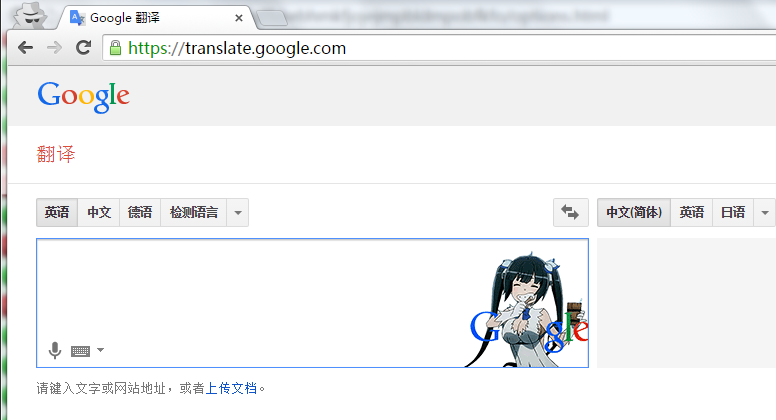 Google 翻译
https://translate.google.com
Google
翻译
英语 中文 德语 检测语言 中文(简体) 英语 日语
Google
请键入文字或网站地址，或者上传文档。